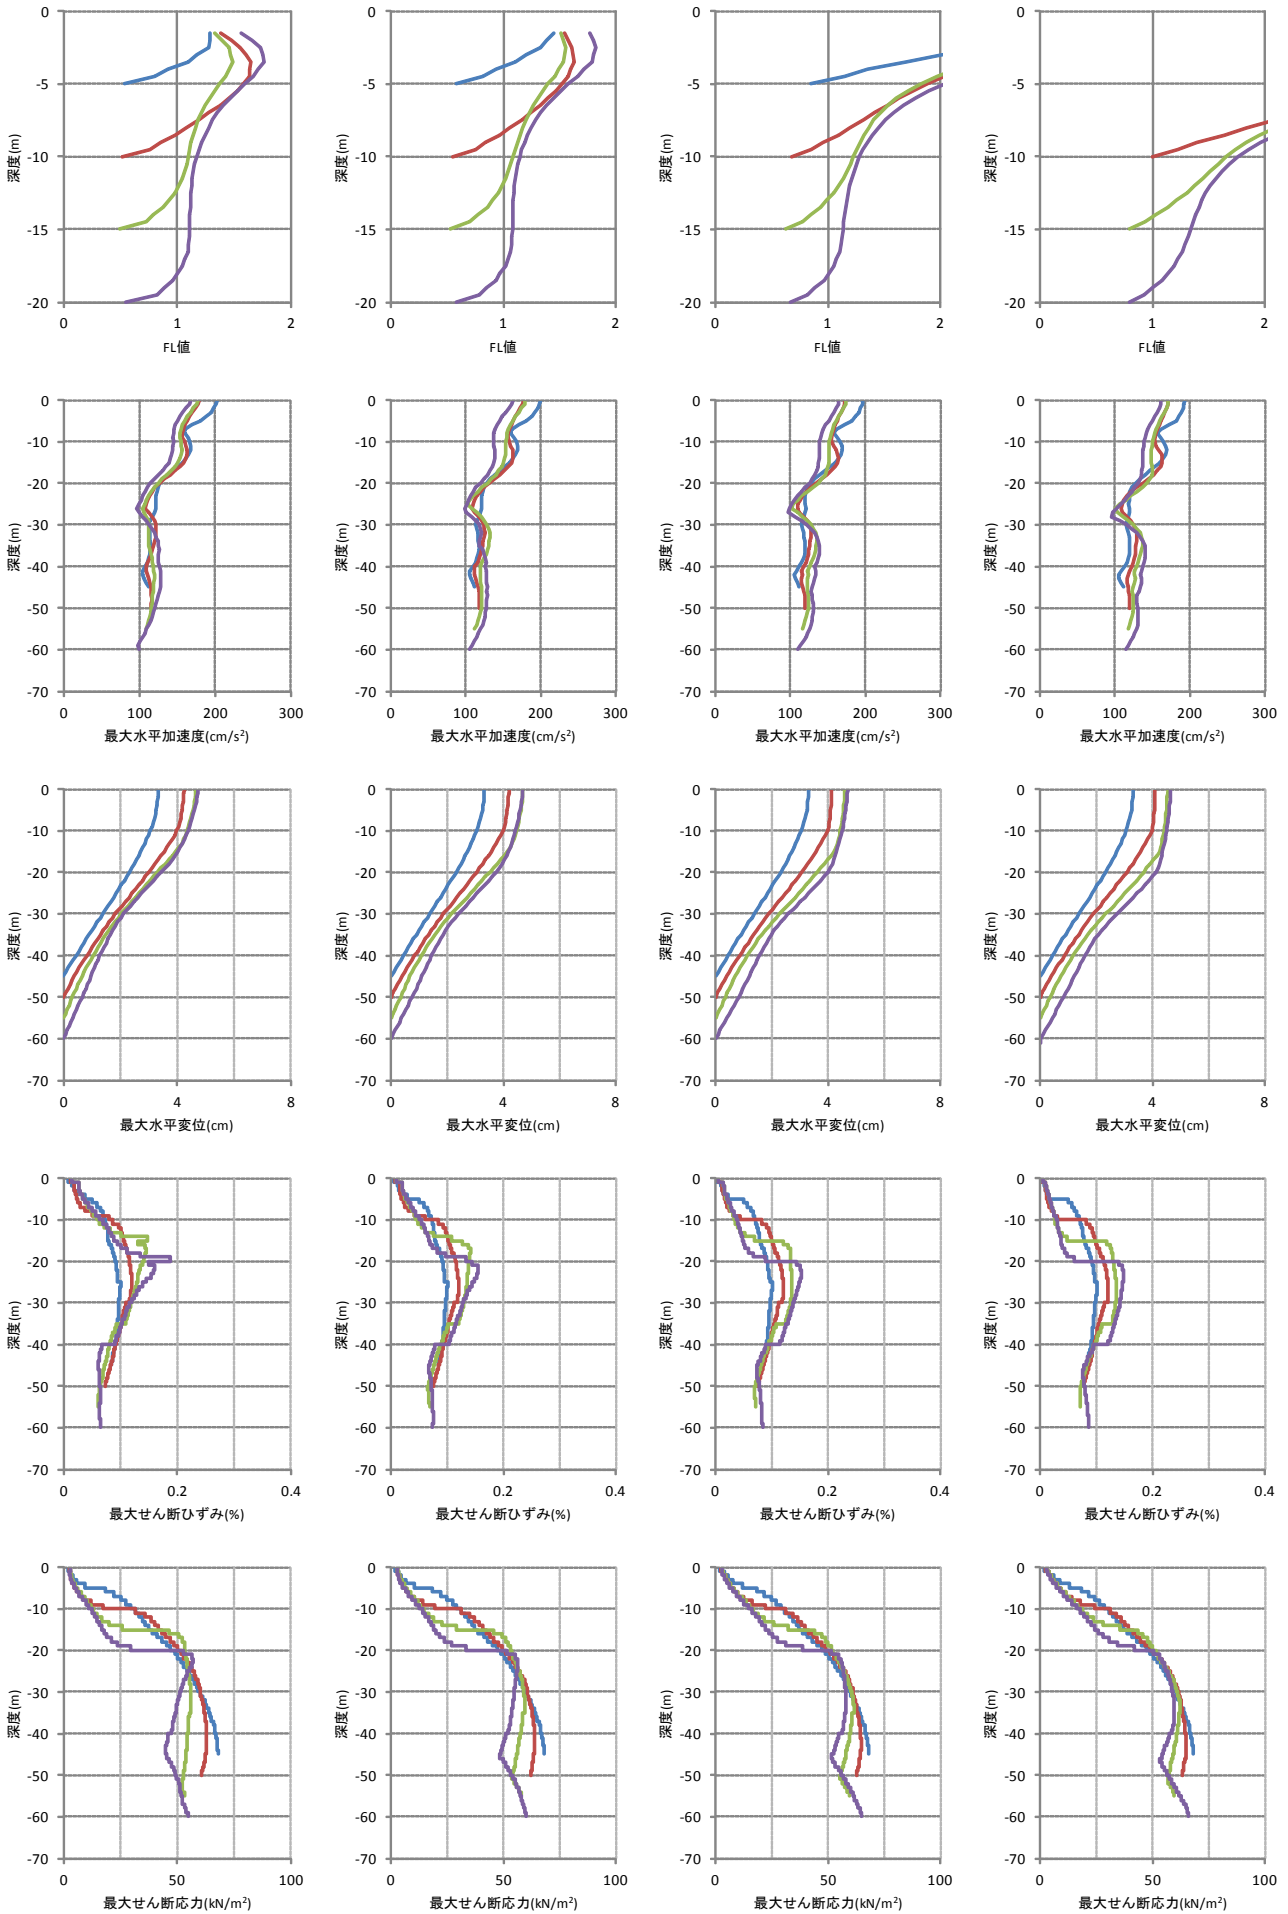 0 0 0 0
-5 -5 -5 -5
深度(m) 深度(m) 深度(m) 深度(m)
-10 -10 -10 -10
-15 -15 -15 -15
-20 -20 -20 -20
0 1 2 0 1 2 0 1 2 0 1 2
FL値 FL値 FL値 FL値
0 0 0 0
-10 -10 -10 -10
-20 -20 -20 -20
-30 -30 -30 -30
深度(m) 深度(m) 深度(m) 深度(m)
-40 -40 -40 -40
-50 -50 -50 -50
-60 -60 -60 -60
-70 -70 -70 -70
0 100 200 300 0 100 200 300 0 100 200 300 0 100 200 300
最大水平加速度(cm/s²) 最大水平加速度(cm/s²) 最大水平加速度(cm/s²) 最大水平加速度(cm/s²)
0 0 0 0
-10 -10 -10 -10
-20 -20 -20 -20
-30 -30 -30 -30
深度(m) 深度(m) 深度(m) 深度(m)
-40 -40 -40 -40
-50 -50 -50 -50
-60 -60 -60 -60
-70 -70 -70 -70
0 4 8 0 4 8 0 4 8 0 4 8
最大水平変位(cm) 最大水平変位(cm) 最大水平変位(cm) 最大水平変位(cm)
0 0 0 0
-10 -10 -10 -10
-20 -20 -20 -20
-30 -30 -30 -30
深度(m) 深度(m) 深度(m) 深度(m)
-40 -40 -40 -40
-50 -50 -50 -50
-60 -60 -60 -60
-70 -70 -70 -70
0 0.2 0.4 0 0.2 0.4 0 0.2 0.4 0 0.2 0.4
最大せん断ひずみ(%) 最大せん断ひずみ(%) 最大せん断ひずみ(%) 最大せん断ひずみ(%)
0 0 0 0
-10 -10 -10 -10
-20 -20 -20 -20
-30 -30 -30 -30
深度(m) 深度(m) 深度(m) 深度(m)
-40 -40 -40 -40
-50 -50 -50 -50
-60 -60 -60 -60
-70 -70 -70 -70
0 50 100 0 50 100 0 50 100 0 50 100
最大せん断応力(kN/m²) 最大せん断応力(kN/m²) 最大せん断応力(kN/m²) 最大せん断応力(kN/m²)